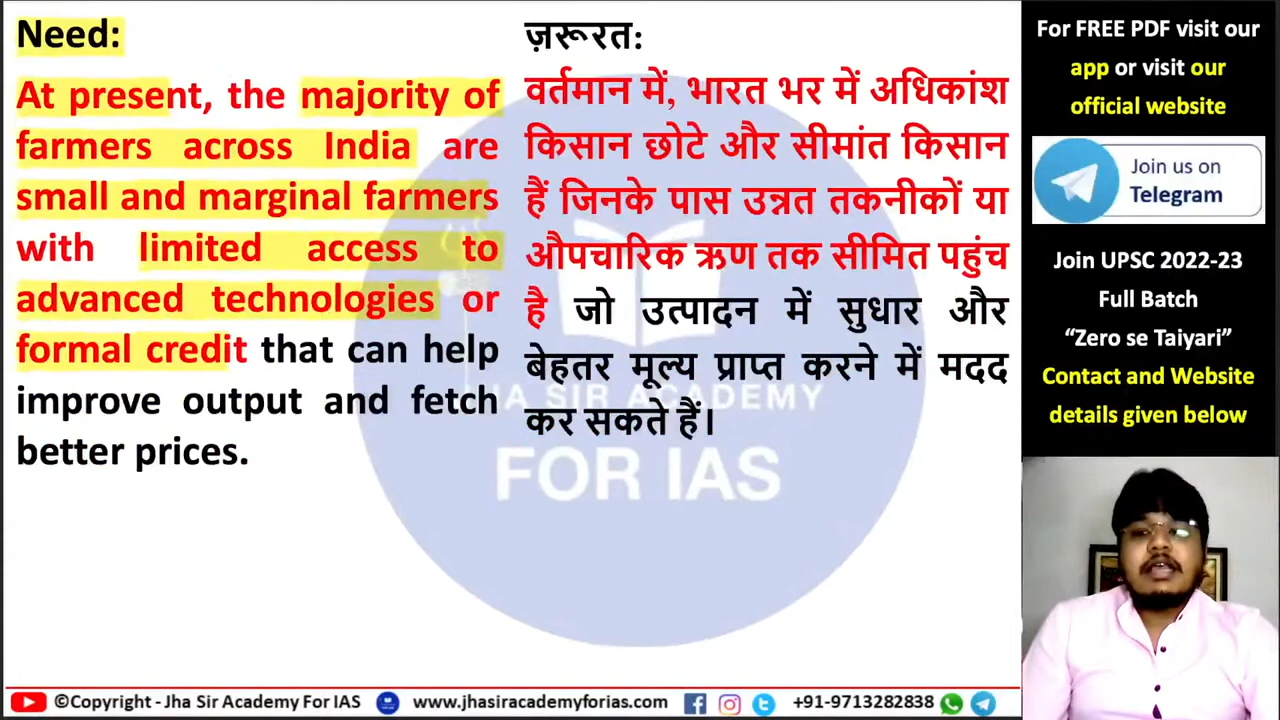 Need:
At present, the majority of
farmers across India are
small and marginal farmers
with limited access to
advanced technologies or
formal credit that can help
improve output and fetch
better prices.
ज़रूरत:
वर्तमान में, भारत भर में अधिकांश
किसान छोटे और सीमांत किसान
हैं जिनके पास उन्नत तकनीकों या
औपचारिक ऋण तक सीमित पहुंच
है जो उत्पादन में सुधार और
बेहतर मूल्य प्राप्त करने में मदद
कर सकते हैं।
JHA SIR ACADEMY
FOR IAS
For FREE PDF visit our
app or visit our
official website
Join us on
Telegram
Join UPSC 2022-23
Full Batch
“Zero se Taiyari”
Contact and Website
details given below
©Copyright - Jha Sir Academy For IAS www.jhasiracademyforias.com +91-9713282838